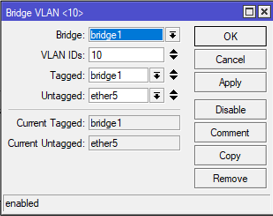 Bridge VLAN <10>
Bridge: bridge1
VLAN IDs: 10
Tagged: bridge1
Untagged: ether5
Current Tagged: bridge1
Current Untagged: ether5
OK
Cancel
Apply
Disable
Comment
Copy
Remove
enabled